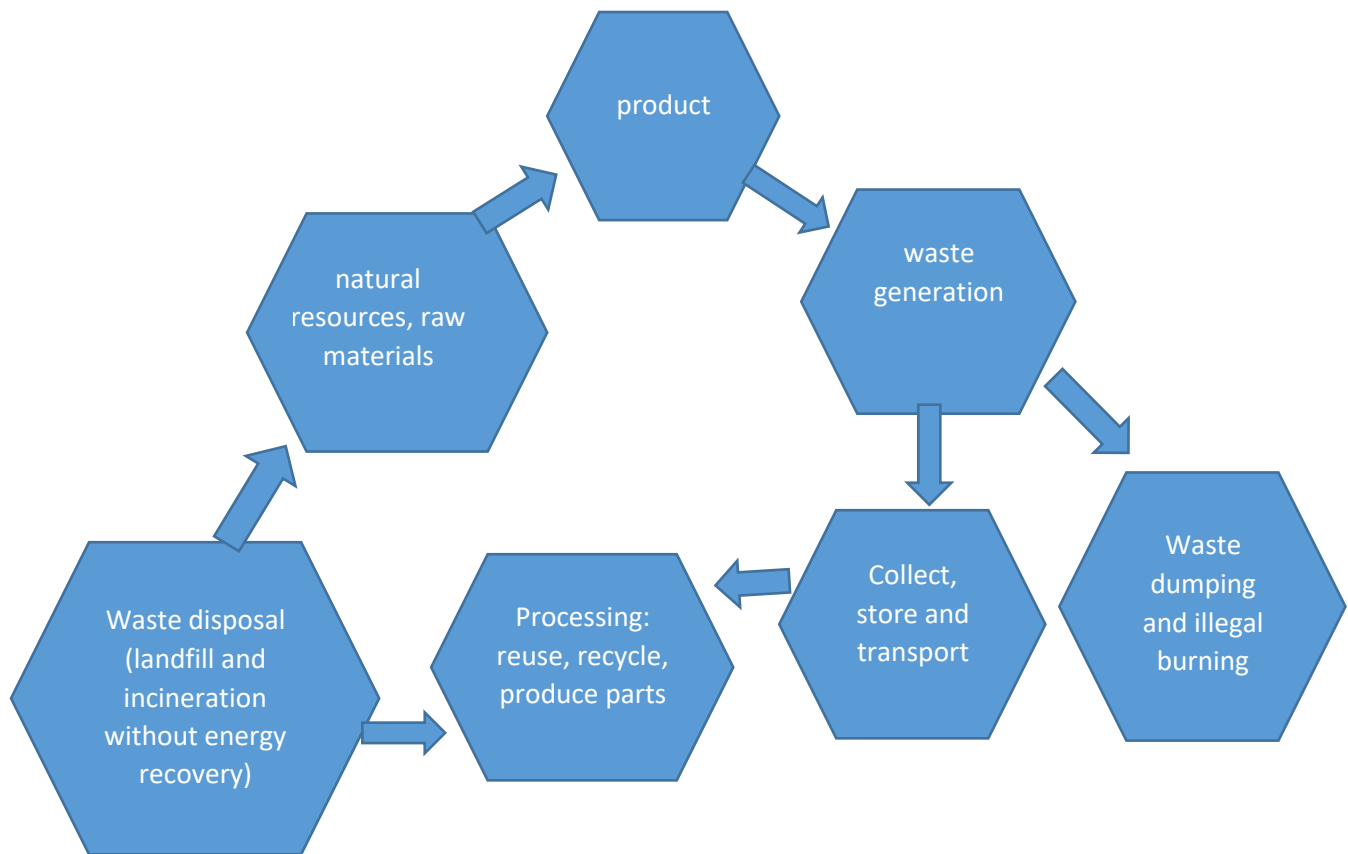 product
waste
generation
natural
resources, raw
materials
Waste
dumping
and illegal
burning
Collect,
store and
transport
Processing:
reuse, recycle,
produce parts
Waste disposal
(landfill and
incineration
without energy
recovery)